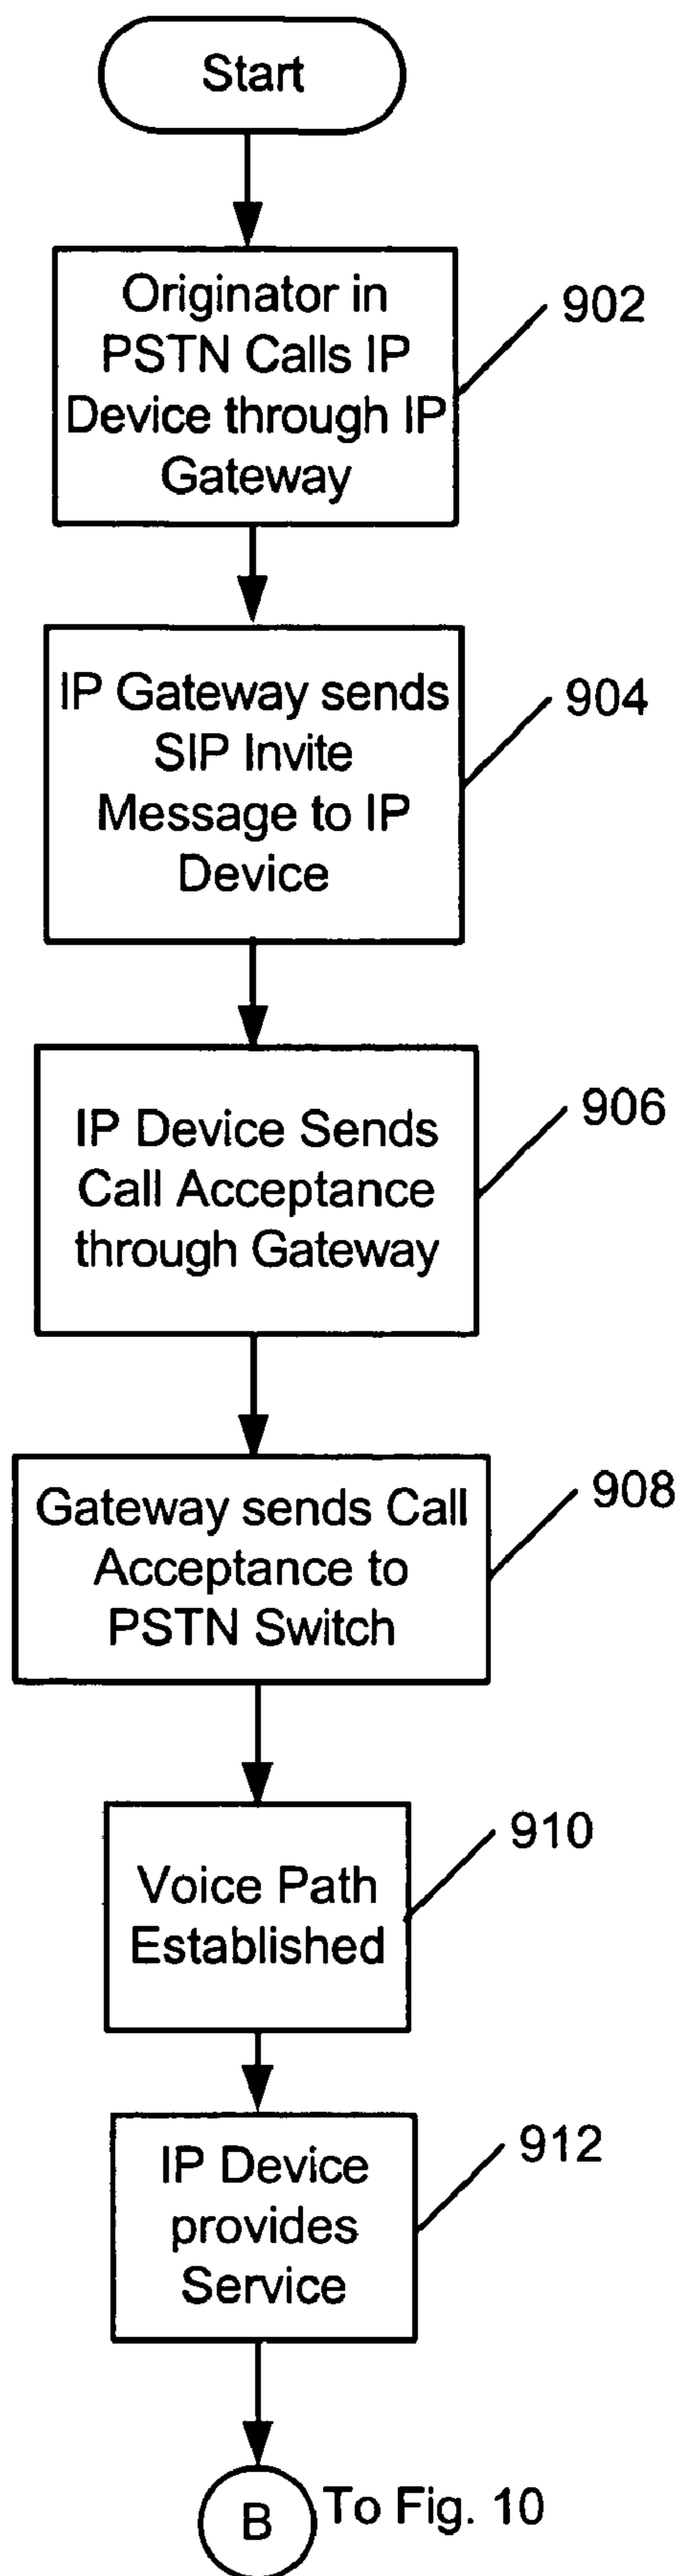 Start
Originator in
PSTN Calls IP
Device through IP
Gateway
902
IP Gateway sends
SIP Invite
Message to IP
Device
904
IP Device Sends
Call Acceptance
through Gateway
906
Gateway sends Call
Acceptance to
PSTN Switch
908
Voice Path
Established
910
IP Device
provides
Service
912
B
To Fig. 10